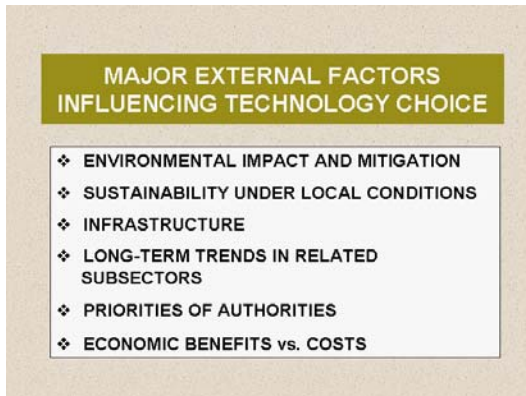 MAJOR EXTERNAL FACTORS
INFLUENCING TECHNOLOGY CHOICE
❖ ENVIRONMENTAL IMPACT AND MITIGATION
❖ SUSTAINABILITY UNDER LOCAL CONDITIONS
❖ INFRASTRUCTURE
❖ LONG-TERM TRENDS IN RELATED
SUBSECTORS
❖ PRIORITIES OF AUTHORITIES
❖ ECONOMIC BENEFITS vs. COSTS